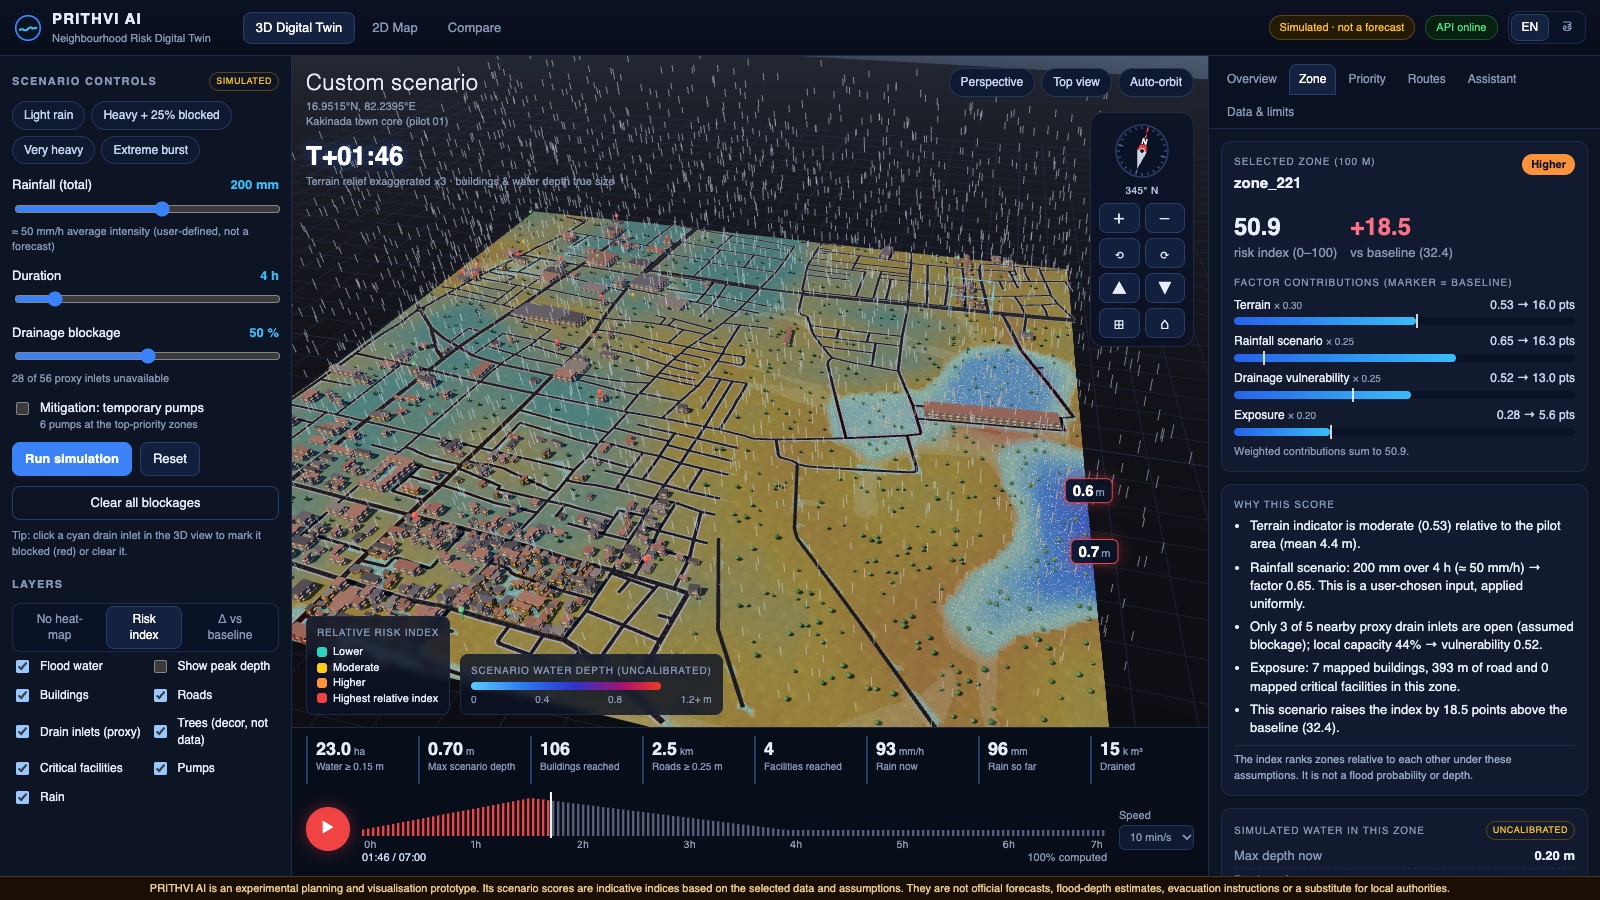 PRITHVI AI
Neighbourhood Risk Digital Twin
3D Digital Twin
2D Map
Compare
Simulated · not a forecast
API online
EN
SCENARIO CONTROLS
SIMULATED
Light rain
Heavy + 25% blocked
Very heavy
Extreme burst
Rainfall (total)
200 mm
≈ 50 mm/h average intensity (user-defined, not a
forecast)
Duration
4 h
Drainage blockage
50 %
28 of 56 proxy inlets unavailable
Mitigation: temporary pumps
6 pumps at the top-priority zones
Run simulation
Reset
Clear all blockages
Tip: click a cyan drain inlet in the 3D view to mark it
blocked (red) or clear it.
LAYERS
No heat-
map
Risk
index
Δ vs
baseline
Flood water
Show peak depth
Buildings
Roads
Drain inlets (proxy)
Trees (decor, not
data)
Critical facilities
Pumps
Rain
Custom scenario
16.9515°N, 82.2395°E
Kakinada town core (pilot 01)
T+01:46
Terrain relief exaggerated ×3 · buildings & water depth true size
Perspective
Top view
Auto-orbit
N
345° N
+
−
⟲
⟳
▲
▼
⊞
⌂
0.6 m
0.7 m
RELATIVE RISK INDEX
Lower
Moderate
Higher
Highest relative index
SCENARIO WATER DEPTH (UNCALIBRATED)
0
0.4
0.8
1.2+ m
23.0 ha
Water ≥ 0.15 m
0.70 m
Max scenario depth
106
Buildings reached
2.5 km
Roads ≥ 0.25 m
4
Facilities reached
93 mm/h
Rain now
96 mm
Rain so far
15 k m³
Drained
0h
1h
2h
3h
4h
5h
6h
7h
01:46 / 07:00
100% computed
Speed
10 min/s
Overview
Zone
Priority
Routes
Assistant
Data & limits
SELECTED ZONE (100 M)
zone_221
Higher
50.9
risk index (0–100)
+18.5
vs baseline (32.4)
FACTOR CONTRIBUTIONS (MARKER = BASELINE)
Terrain × 0.30
0.53 → 16.0 pts
Rainfall scenario × 0.25
0.65 → 16.3 pts
Drainage vulnerability × 0.25
0.52 → 13.0 pts
Exposure × 0.20
0.28 → 5.6 pts
Weighted contributions sum to 50.9.
WHY THIS SCORE
• Terrain indicator is moderate (0.53) relative to the pilot
area (mean 4.4 m).
• Rainfall scenario: 200 mm over 4 h (≈ 50 mm/h) →
factor 0.65. This is a user-chosen input, applied
uniformly.
• Only 3 of 5 nearby proxy drain inlets are open (assumed
blockage); local capacity 44% → vulnerability 0.52.
• Exposure: 7 mapped buildings, 393 m of road and 0
mapped critical facilities in this zone.
• This scenario raises the index by 18.5 points above the
baseline (32.4).
The index ranks zones relative to each other under these
assumptions. It is not a flood probability or depth.
SIMULATED WATER IN THIS ZONE
UNCALIBRATED
Max depth now
0.20 m
PRITHVI AI is an experimental planning and visualisation prototype. Its scenario scores are indicative indices based on the selected data and assumptions. They are not official forecasts, flood-depth estimates, evacuation instructions or a substitute for local authorities.